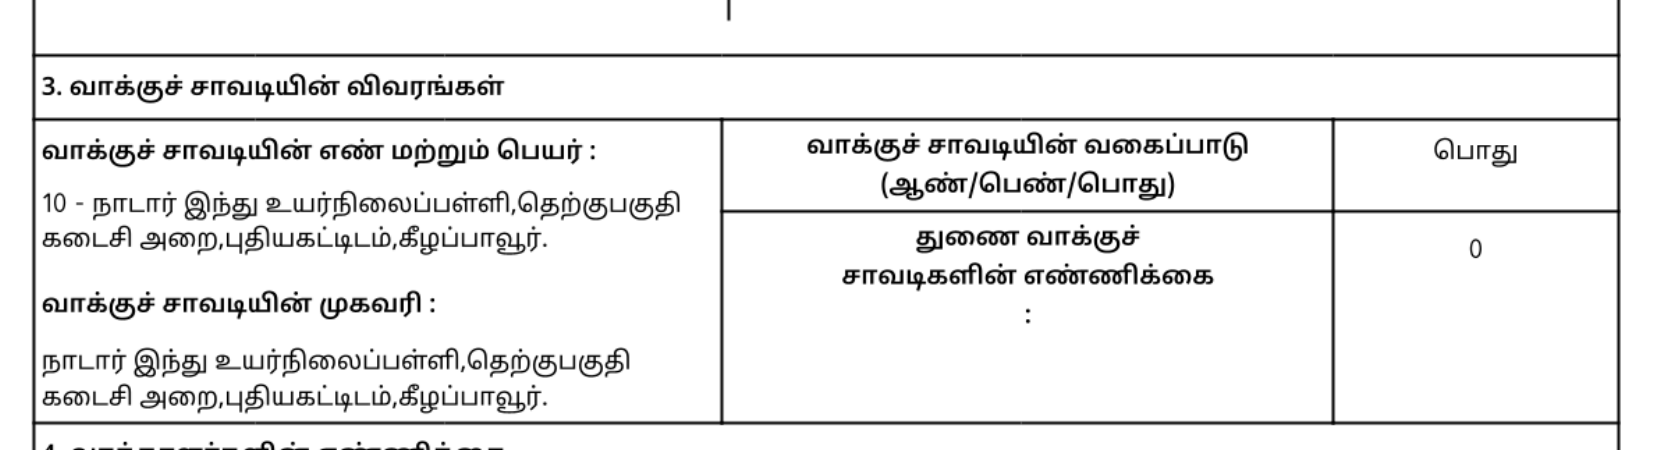 3. வாக்குச் சாவடியின் விவரங்கள்
வாக்குச் சாவடியின் எண் மற்றும் பெயர் :
10 - நாடார் இந்து உயர்நிலைப்பள்ளி,தெற்குபகுதி
கடைசி அறை,புதியகட்டிடம்,கீழப்பாவூர்.
வாக்குச் சாவடியின் முகவரி :
நாடார் இந்து உயர்நிலைப்பள்ளி,தெற்குபகுதி
கடைசி அறை,புதியகட்டிடம்,கீழப்பாவூர்.
வாக்குச் சாவடியின் வகைப்பாடு
(ஆண்/பெண்/பொது)
பொது
துணை வாக்குச்
சாவடிகளின் எண்ணிக்கை
:
0